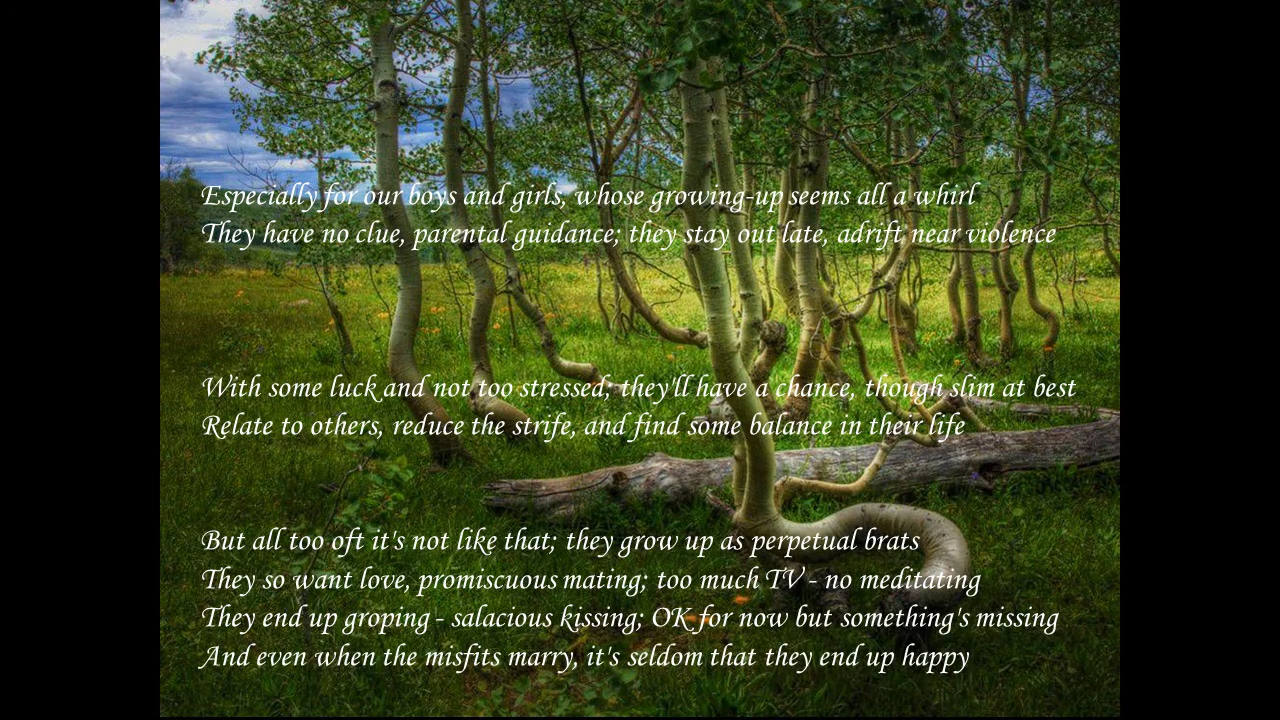 Especially for our boys and girls, whose growing-up seems all a whirl
They have no clue, parental guidance; they stay out late, adrift near violence
With some luck and not too stressed; they'll have a chance, though slim at best
Relate to others, reduce the strife, and find some balance in their life
But all too oft it's not like that; they grow up as perpetual brats
They so want love, promiscuous mating; too much TV - no meditating
They end up groping - salacious kissing; OK for now but something's missing
And even when the misfits marry, it's seldom that they end up happy